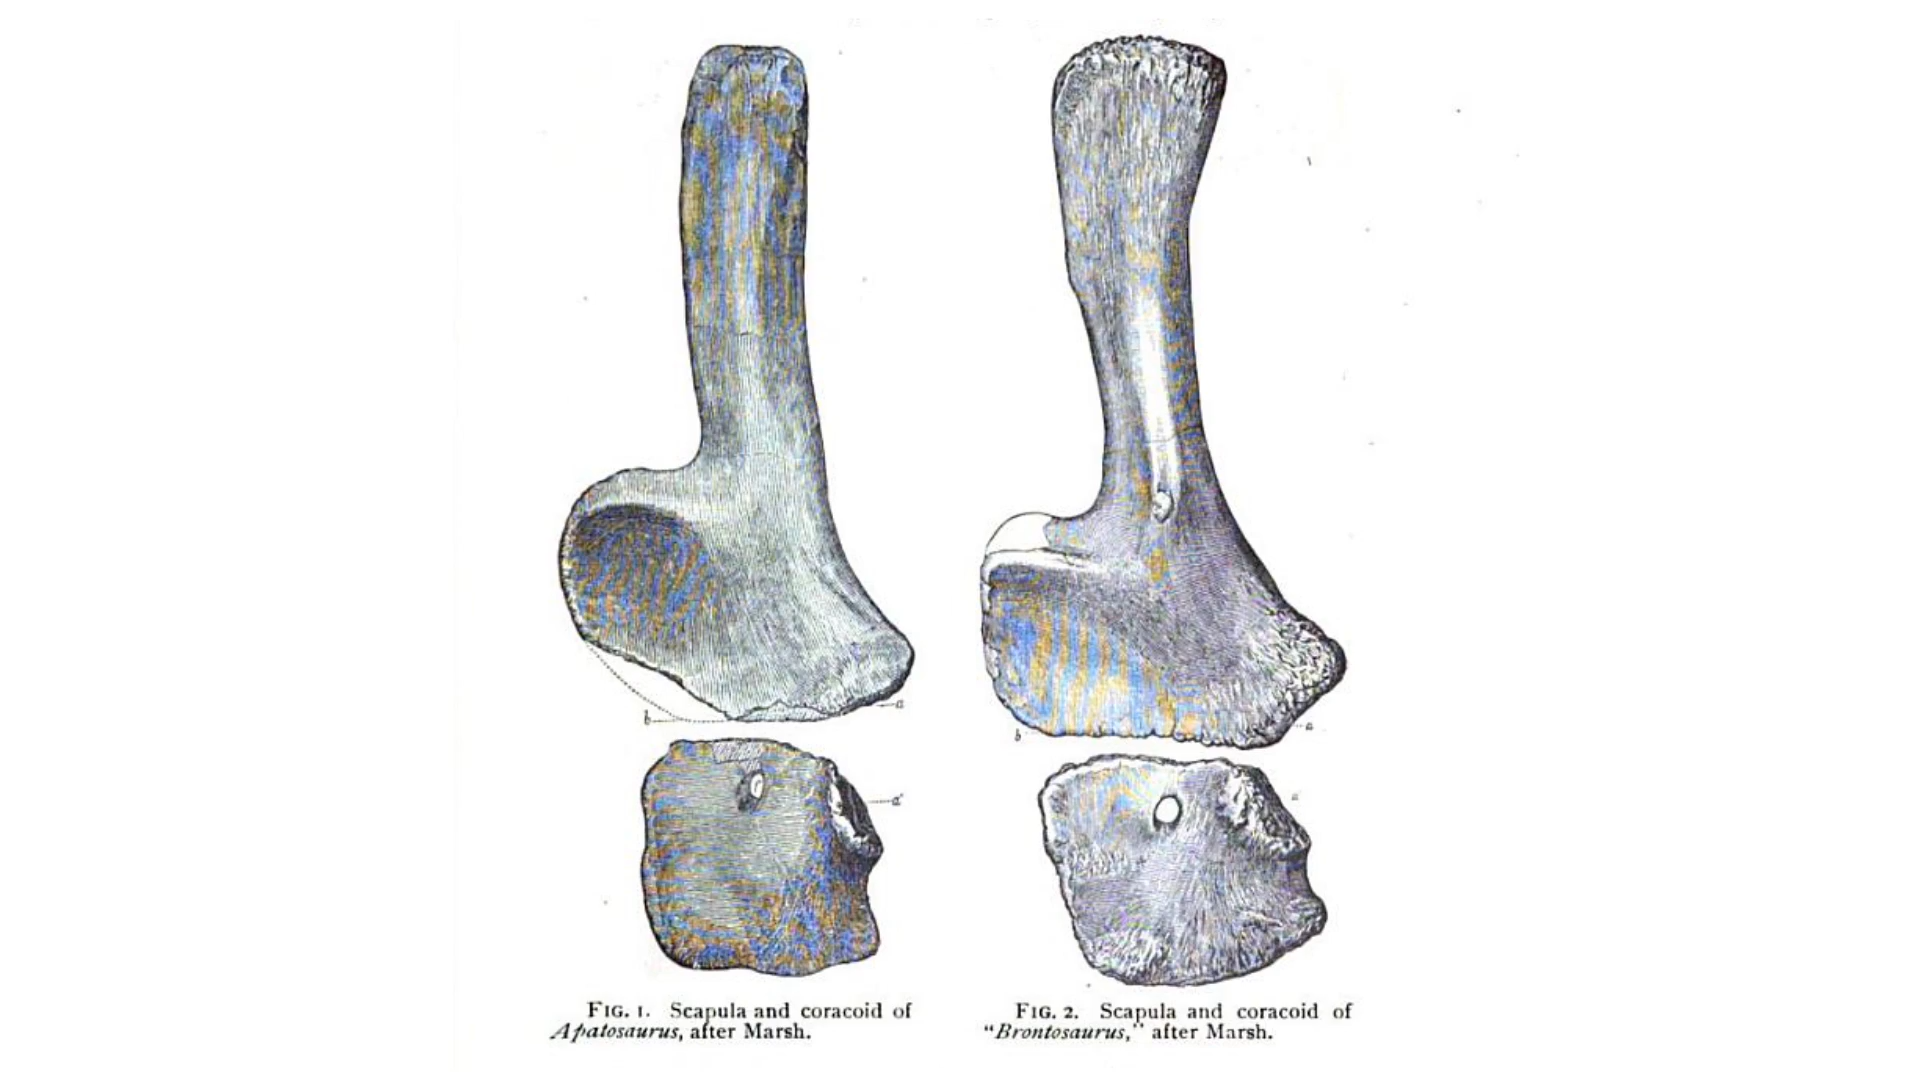 b
a
a'
b
a
a'
FIG. 1. Scapula and coracoid of
Apatosaurus, after Marsh.
FIG. 2. Scapula and coracoid of
"Brontosaurus," after Marsh.